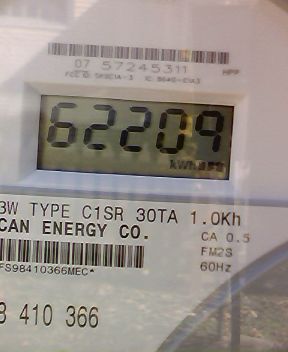 07 57245311
62209
kWh
3W TYPE C1SR 30TA 1.0Kh
CAN ENERGY CO.
CA 0.5
FM2S
60Hz
FS98410366MEC*
8 410 366